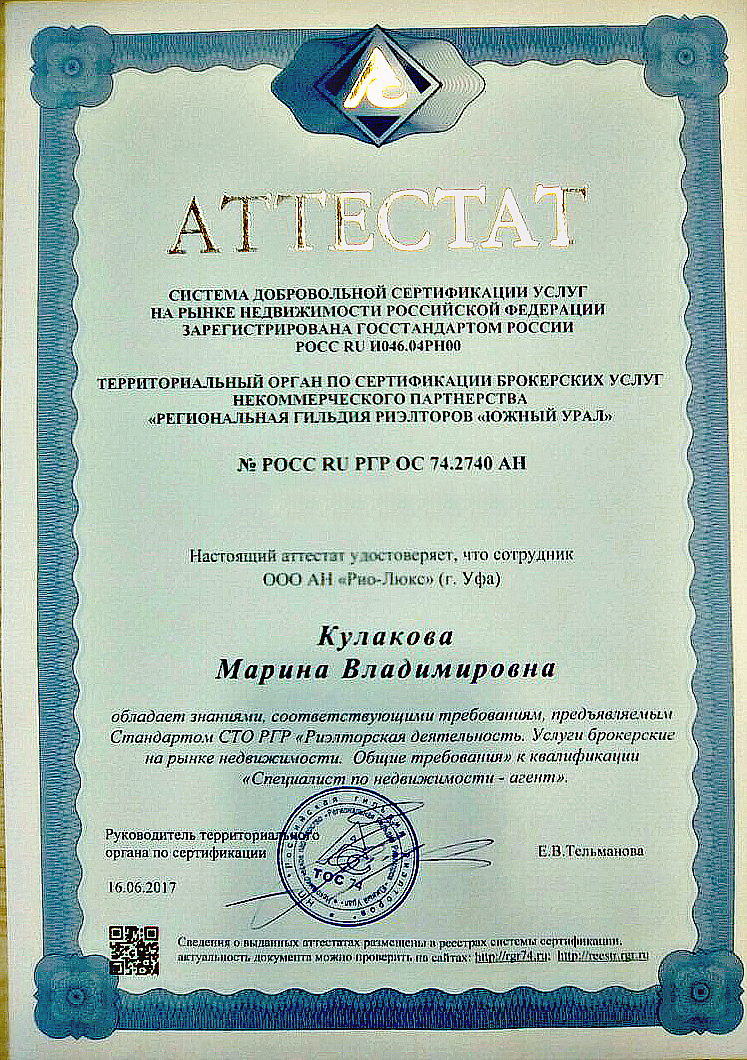 АТТЕСТАТ
СИСТЕМА ДОБРОВОЛЬНОЙ СЕРТИФИКАЦИИ УСЛУГ
НА РЫНКЕ НЕДВИЖИМОСТИ РОССИЙСКОЙ ФЕДЕРАЦИИ
ЗАРЕГИСТРИРОВАНА ГОССТАНДАРТОМ РОССИИ
РОСС RU И046.04РН00
ТЕРРИТОРИАЛЬНЫЙ ОРГАН ПО СЕРТИФИКАЦИИ БРОКЕРСКИХ УСЛУГ
НЕКОММЕРЧЕСКОГО ПАРТНЕРСТВА
«РЕГИОНАЛЬНАЯ ГИЛЬДИЯ РИЭЛТОРОВ «ЮЖНЫЙ УРАЛ»
№ РОСС RU РГР ОС 74.2740 АН
Настоящий аттестат удостоверяет, что сотрудник
ООО АН «Рио-Люкс» (г. Уфа)
Кулакова
Марина Владимировна
обладает знаниями, соответствующими требованиям, предъявляемым
Стандартом СТО РГР «Риэлторская деятельность. Услуги брокерские
на рынке недвижимости. Общие требования» к квалификации
«Специалист по недвижимости - агент».
Руководитель территориального
органа по сертификации
Е.В.Тельманова
16.06.2017
НП • Российская гильдия риэлторов •
ТОС 74
Сведения о выданных аттестатах размещены в реестрах системы сертификации,
актуальность документа можно проверить на сайтах: http://rgr74.ru; http://reestr.rgr.ru